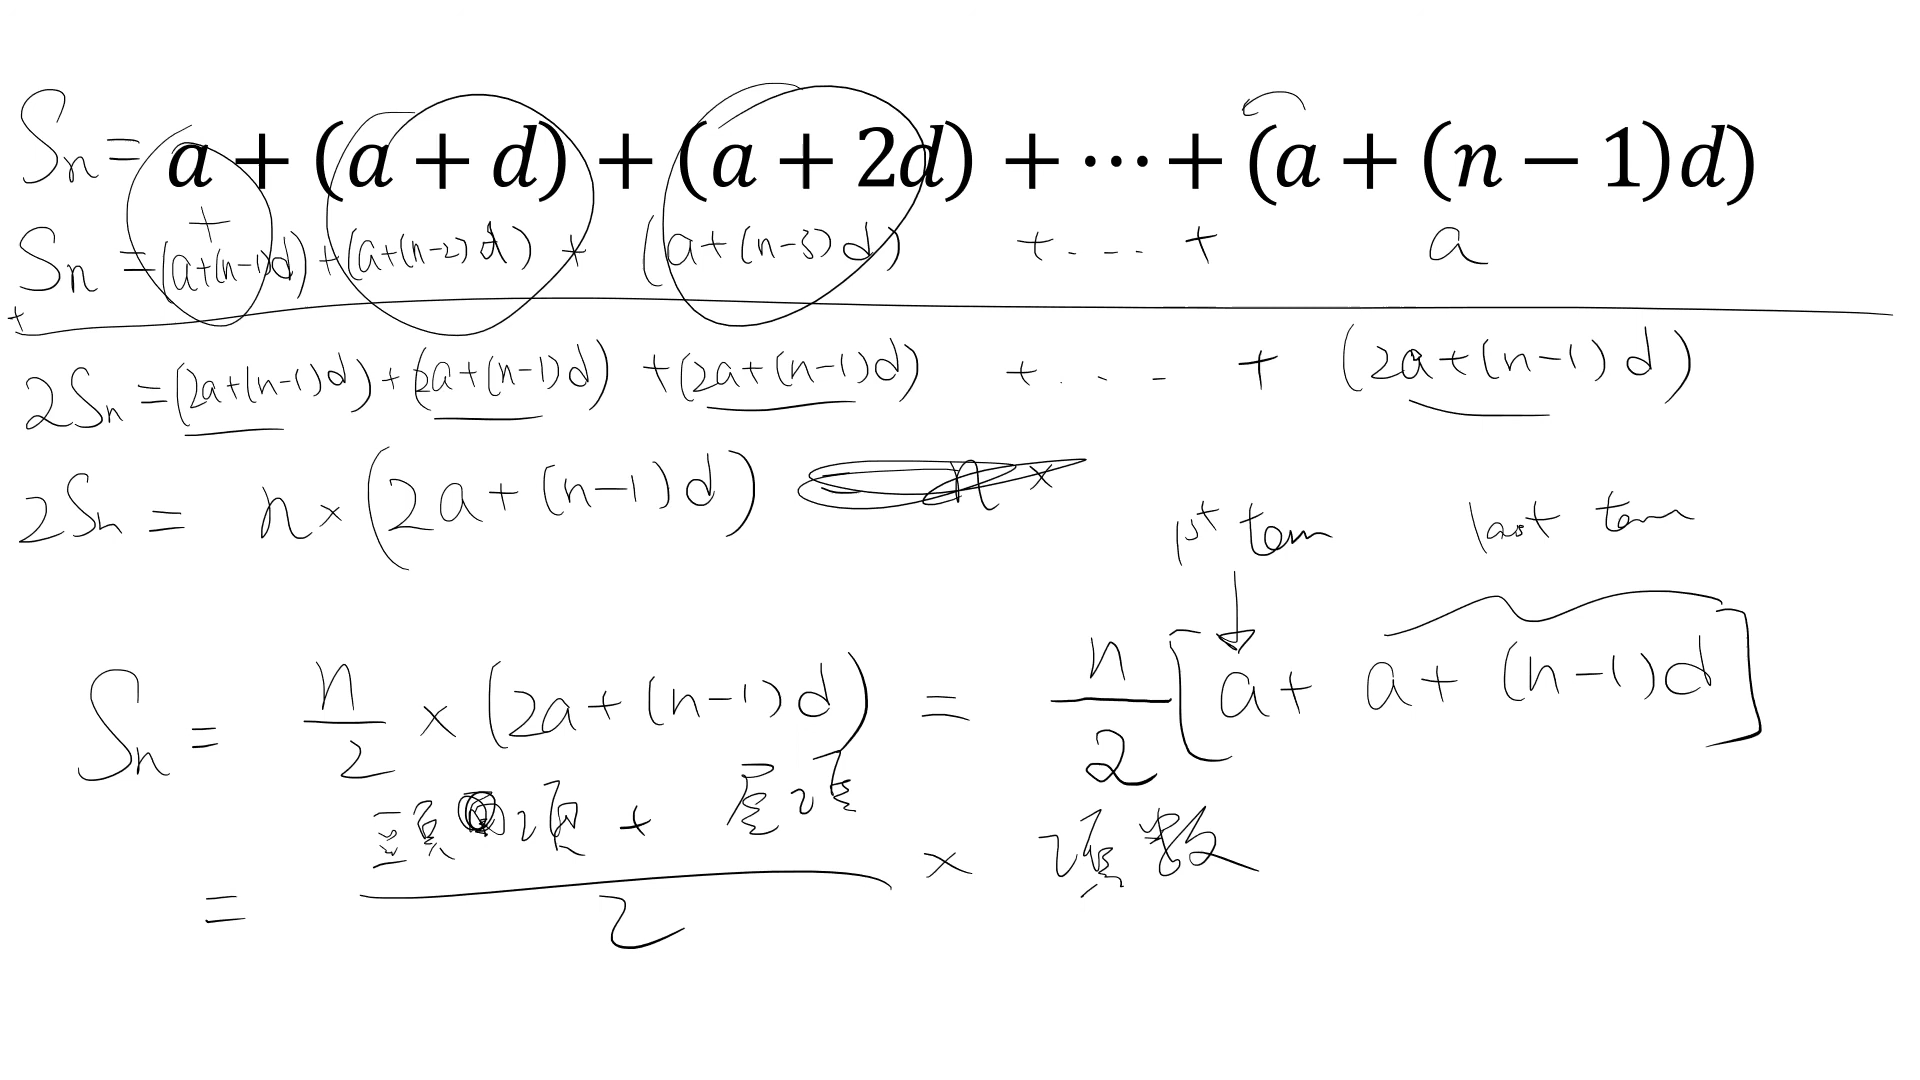 Sn = a + (a + d) + (a + 2d) + ⋯ + (a + (n − 1)d)
+
Sn = (a+(n-1)d) + (a+(n-2)d) + (a+(n-3)d) + .... + a
+
2Sn = (2a+(n-1)d) + (2a+(n-1)d) + (2a+(n-1)d) + ... + (2a+(n-1)d)
2Sn = n × (2a + (n-1)d)
1st term last term
Sn = n/2 × (2a + (n-1)d) = n/2 [a + a + (n-1)d]
= 頭項 + 尾項 / 2 × 項数